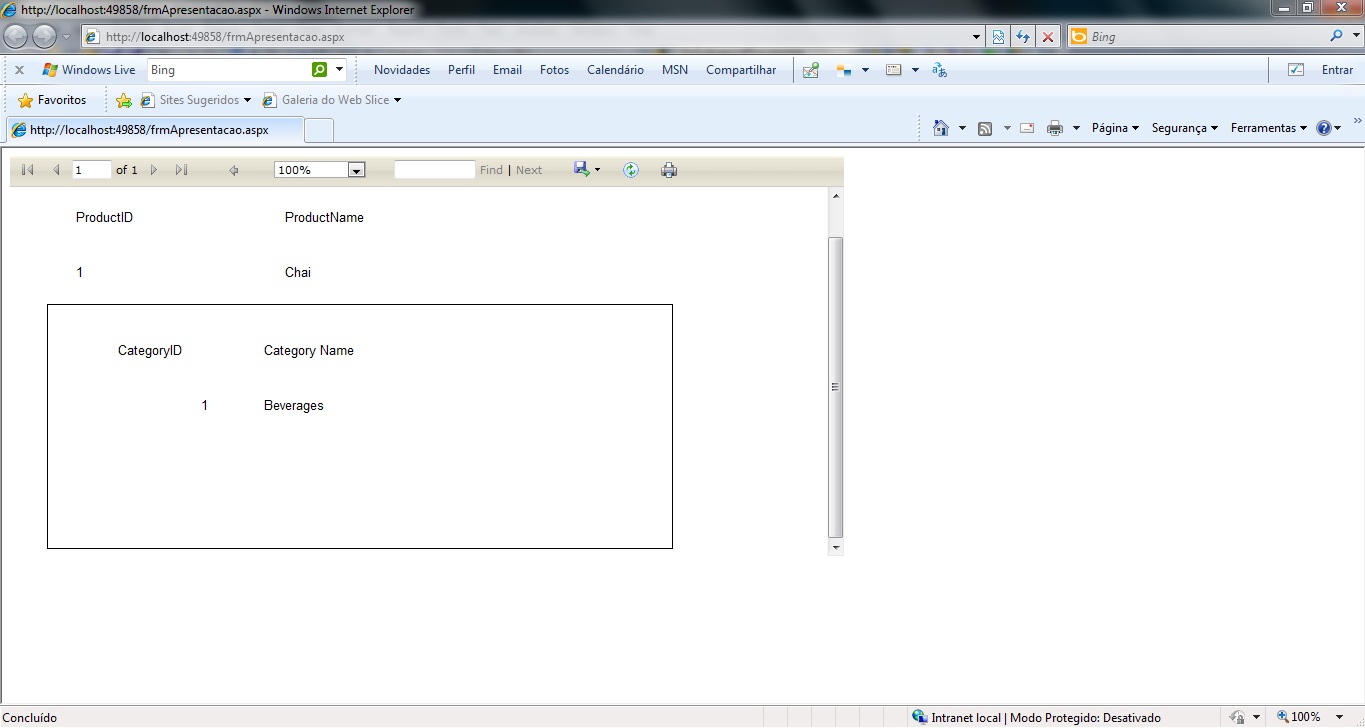 http://localhost:49858/frmApresentacao.aspx - Windows Internet Explorer
http://localhost:49858/frmApresentacao.aspx Bing
Windows Live Bing Novidades Perfil Email Fotos Calendário MSN Compartilhar Entrar
Favoritos Sites Sugeridos Galeria do Web Slice
http://localhost:49858/frmApresentacao.aspx Página Segurança Ferramentas
1 of 1 100% Find | Next
ProductID ProductName
1 Chai
CategoryID Category Name
1 Beverages
Concluído Intranet local | Modo Protegido: Desativado 100%